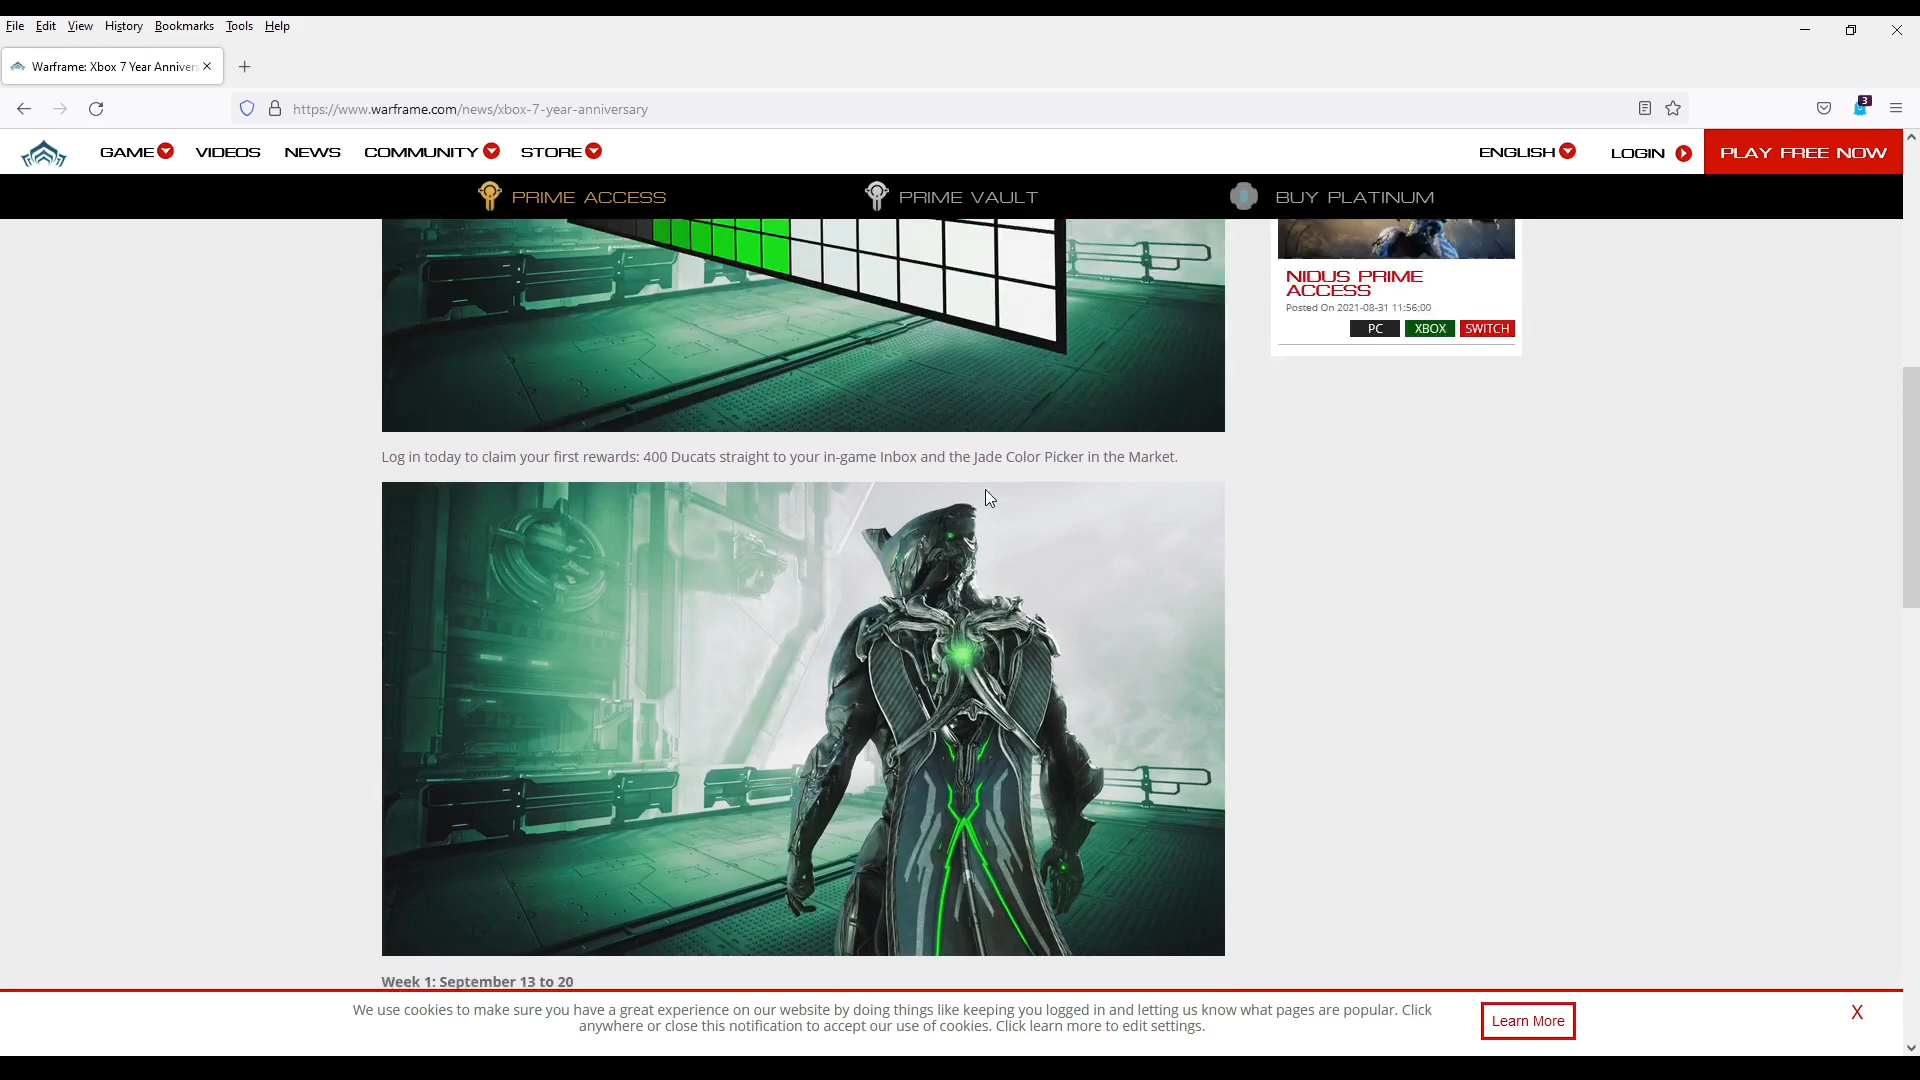 File Edit View History Bookmarks Tools Help
Warframe: Xbox 7 Year Annivers
https://www.warframe.com/news/xbox-7-year-anniversary
3
GAME VIDEOS NEWS COMMUNITY STORE ENGLISH LOGIN PLAY FREE NOW
PRIME ACCESS PRIME VAULT BUY PLATINUM
NIDUS PRIME
ACCESS
Posted On 2021-08-31 11:56:00
PC XBOX SWITCH
Log in today to claim your first rewards: 400 Ducats straight to your in-game Inbox and the Jade Color Picker in the Market.
Week 1: September 13 to 20
We use cookies to make sure you have a great experience on our website by doing things like keeping you logged in and letting us know what pages are popular. Click
anywhere or close this notification to accept our use of cookies. Click learn more to edit settings.
Learn More
X